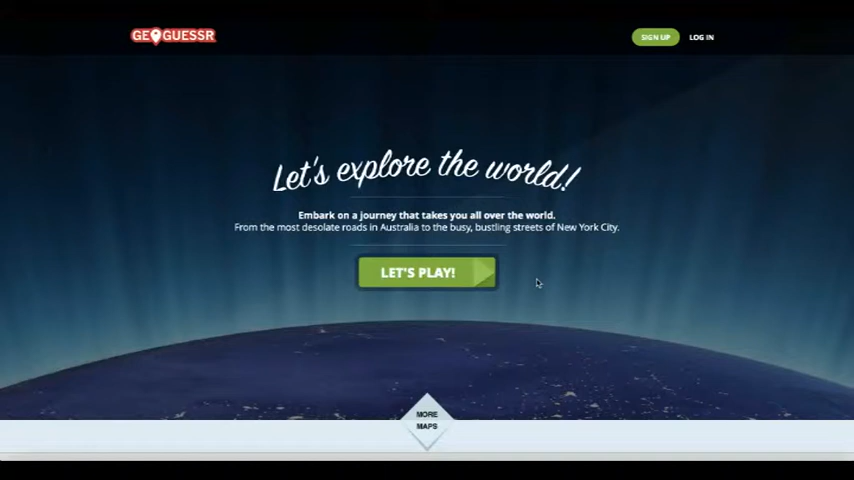 GEOGUESSR
SIGN UP
LOG IN
Let's explore the world!
Embark on a journey that takes you all over the world.
From the most desolate roads in Australia to the busy, bustling streets of New York City.
LET'S PLAY!
MORE
MAPS